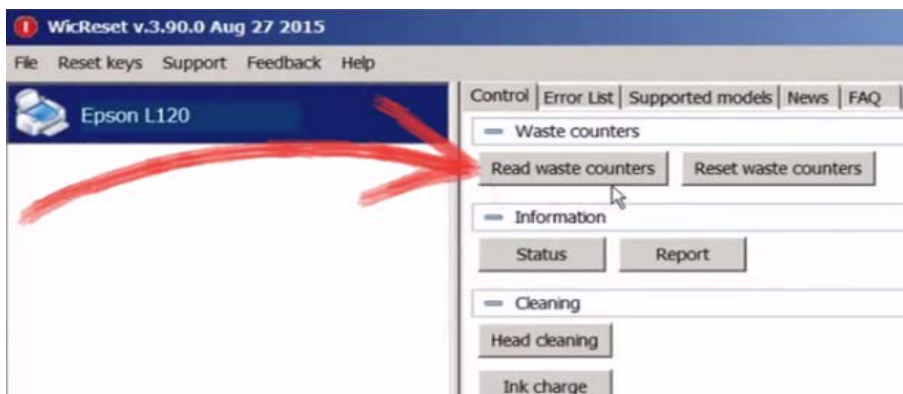 WicReset v.3.90.0 Aug 27 2015
File Reset keys Support Feedback Help
Epson L120
Control Error List Supported models News FAQ
Waste counters
Read waste counters Reset waste counters
Information
Status Report
Cleaning
Head cleaning
Ink charge